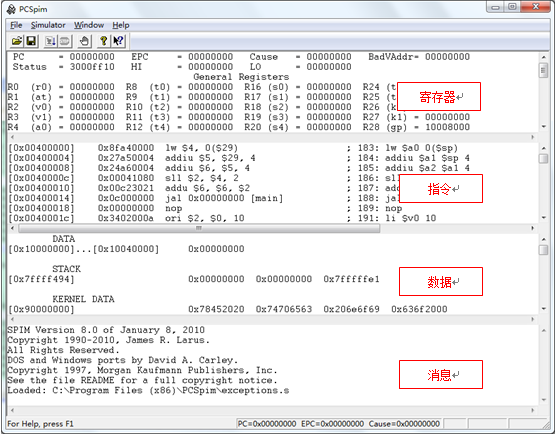 PCSpim
File Simulator Window Help
PC = 00000000 EPC = 00000000 Cause = 00000000 BadVAddr= 00000000
Status = 3000ff10 HI = 00000000 LO = 00000000
General Registers
R0 (r0) = 00000000 R8 (t0) = 00000000 R16 (s0) = 00000000 R24 (t
R1 (at) = 00000000 R9 (t1) = 00000000 R17 (s1) = 00000000 R25 (t
R2 (v0) = 00000000 R10 (t2) = 00000000 R18 (s2) = 00000000 R26 (k
R3 (v1) = 00000000 R11 (t3) = 00000000 R19 (s3) = 00000000 R27 (k1) = 00000000
R4 (a0) = 00000000 R12 (t4) = 00000000 R20 (s4) = 00000000 R28 (gp) = 10008000
寄存器
[0x00400000] 0x8fa40000 lw $4, 0($29) ; 183: lw $a0 0($sp)
[0x00400004] 0x27a50004 addiu $5, $29, 4 ; 184: addiu $a1 $sp 4
[0x00400008] 0x24a60004 addiu $6, $5, 4 ; 185: addiu $a2 $a1 4
[0x0040000c] 0x00041080 sll $2, $4, 2 ; 186: sll
[0x00400010] 0x00c23021 addu $6, $6, $2 ; 187: add
[0x00400014] 0x0c000000 jal 0x00000000 [main] ; 188: jal
[0x00400018] 0x00000000 nop ; 189: nop
[0x0040001c] 0x3402000a ori $2, $0, 10 ; 191: li $v0 10
指令
DATA
[0x10000000]...[0x10040000] 0x00000000
STACK
[0x7ffff494] 0x00000000 0x00000000 0x7fffffe1
KERNEL DATA
[0x90000000] 0x78452020 0x74706563 0x206e6f69 0x636f2000
数据
SPIM Version 8.0 of January 8, 2010
Copyright 1990-2010, James R. Larus.
All Rights Reserved.
DOS and Windows ports by David A. Carley.
Copyright 1997, Morgan Kaufmann Publishers, Inc.
See the file README for a full copyright notice.
Loaded: C:\Program Files (x86)\PCSpim\exceptions.s
消息
For Help, press F1 PC=0x00000000 EPC=0x00000000 Cause=0x00000000